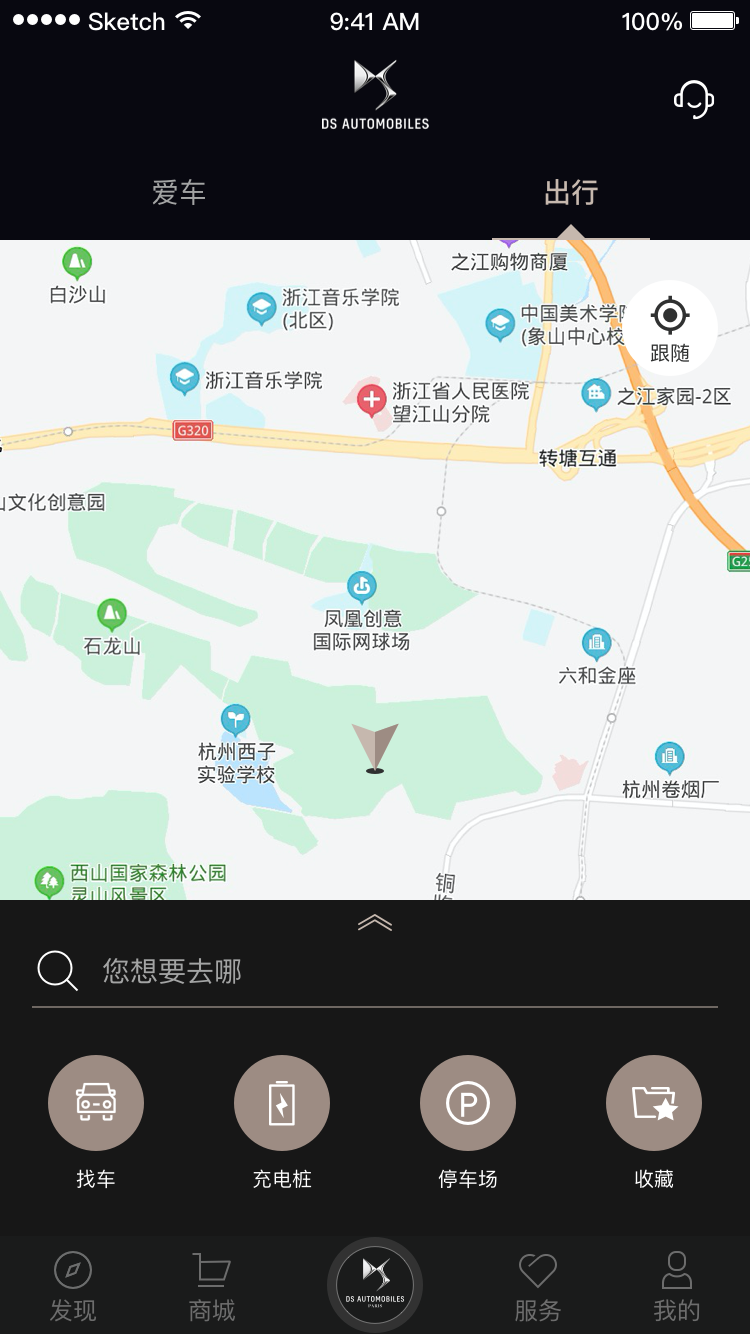 Sketch 9:41 AM 100%
DS AUTOMOBILES
爱车
出行
之江购物商厦
白沙山
浙江音乐学院
(北区)
中国美术学
(象山中心校
跟随
浙江音乐学院
浙江省人民医院
望江山分院
之江家园-2区
G320
转塘互通
山文化创意园
G25
凤凰创意
国际网球场
石龙山
六和金座
杭州西子
实验学校
杭州卷烟厂
西山国家森林公园
灵山风景区
铜
您想要去哪
找车
充电桩
停车场
收藏
发现
商城
DS AUTOMOBILES
PARIS
服务
我的